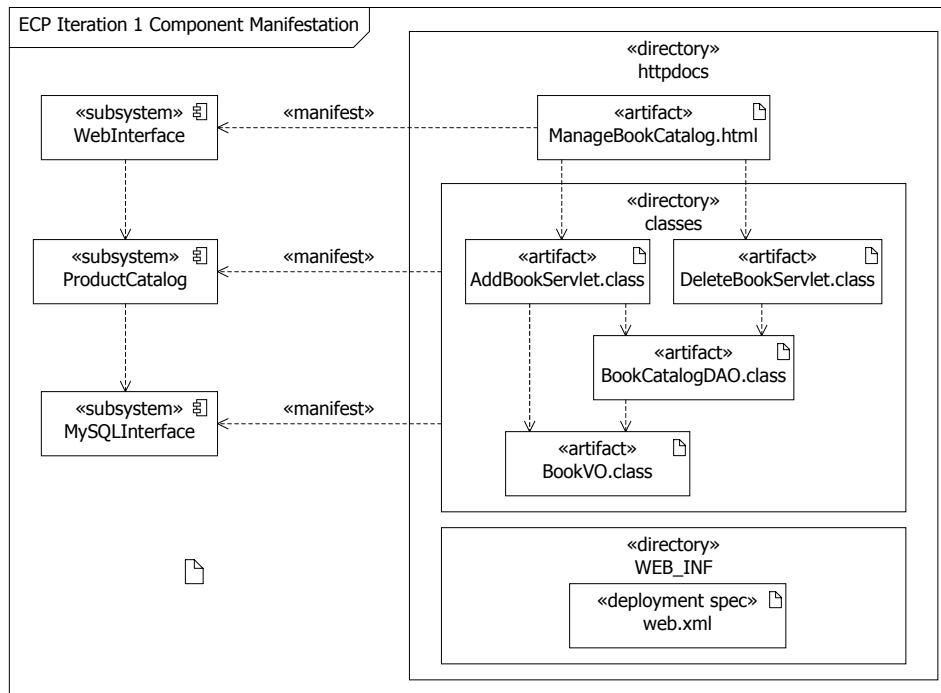 ECP Iteration 1 Component Manifestation
«directory»
httpdocs
«subsystem»
WebInterface
«manifest»
«artifact»
ManageBookCatalog.html
«directory»
classes
«subsystem»
ProductCatalog
«manifest»
«artifact»
AddBookServlet.class
«artifact»
DeleteBookServlet.class
«artifact»
BookCatalogDAO.class
«subsystem»
MySQLInterface
«manifest»
«artifact»
BookVO.class
«directory»
WEB_INF
«deployment spec»
web.xml